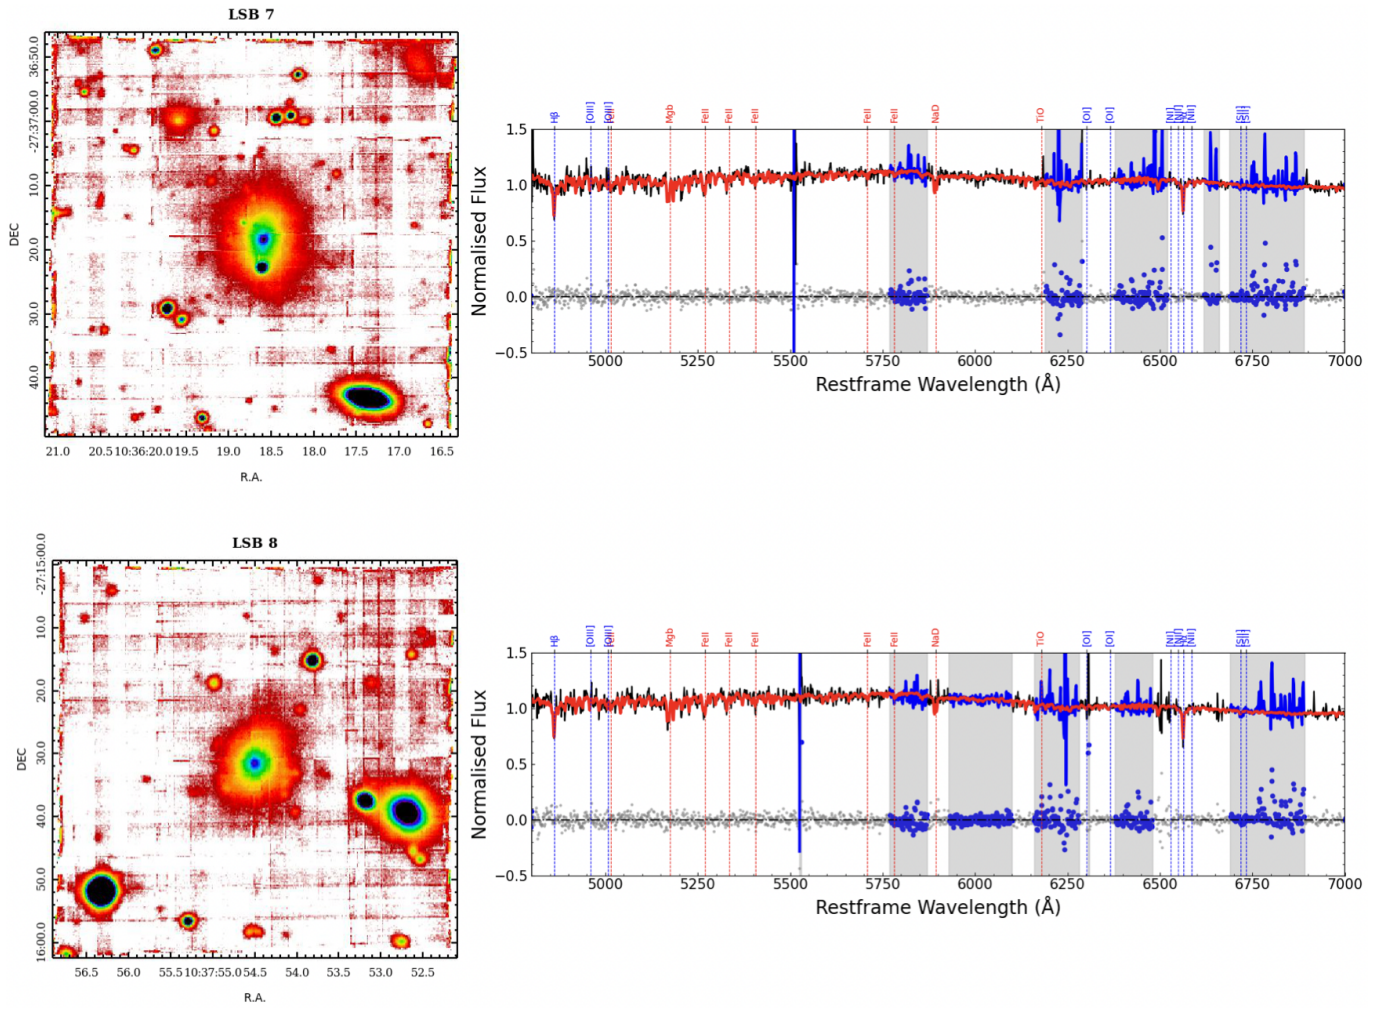 LSB 7
36:50.0
-27:37:00.0
10.0
20.0
30.0
40.0
DEC
21.0 20.5 10:36:20.0 19.5 19.0 18.5 18.0 17.5 17.0 16.5
R.A.
Hβ [OIII] [OIII] Mgb FeII FeII FeII FeII FeII NaD TiO [OI] [OI]
1.5
1.0
0.5
0.0
−0.5
Normalised Flux
5000 5250 5500 5750 6000 6250 6500 6750 7000
Restframe Wavelength (Å)
LSB 8
-27:15:00.0
10.0
20.0
30.0
40.0
50.0
16:00.0
DEC
56.5 56.0 55.5 10:37:55.0 54.5 54.0 53.5 53.0 52.5
R.A.
Hβ [OIII] [OIII] Mgb FeII FeII FeII FeII FeII NaD TiO [OI] [OI]
1.5
1.0
0.5
0.0
−0.5
Normalised Flux
5000 5250 5500 5750 6000 6250 6500 6750 7000
Restframe Wavelength (Å)